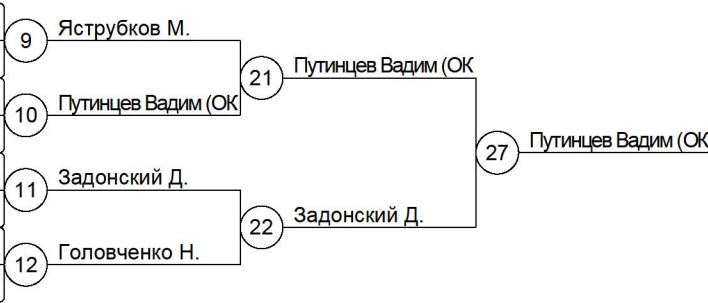 9 Яструбков М.
21 Путинцев Вадим (ОК
10 Путинцев Вадим (ОК
27 Путинцев Вадим (ОК
11 Задонский Д.
22 Задонский Д.
12 Головченко Н.